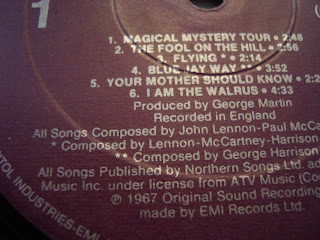 1
1. MAGICAL MYSTERY TOUR • 2:48
2. THE FOOL ON THE HILL • 2:56
3. FLYING * • 2:14
4. BLUE JAY WAY ** • 3:52
5. YOUR MOTHER SHOULD KNOW • 2:
6. I AM THE WALRUS • 4:33
Produced by George Martin
Recorded in England
All Songs Composed by John Lennon-Paul McCa
* Composed by Lennon-McCartney-Harrison
** Composed by George Harrison
All Songs Published by Northern Songs Ltd. a
Music Inc. under license from ATV Music (Co
℗ 1967 Original Sound Recording
made by EMI Records Ltd.
TOL INDUSTRIES-EMI